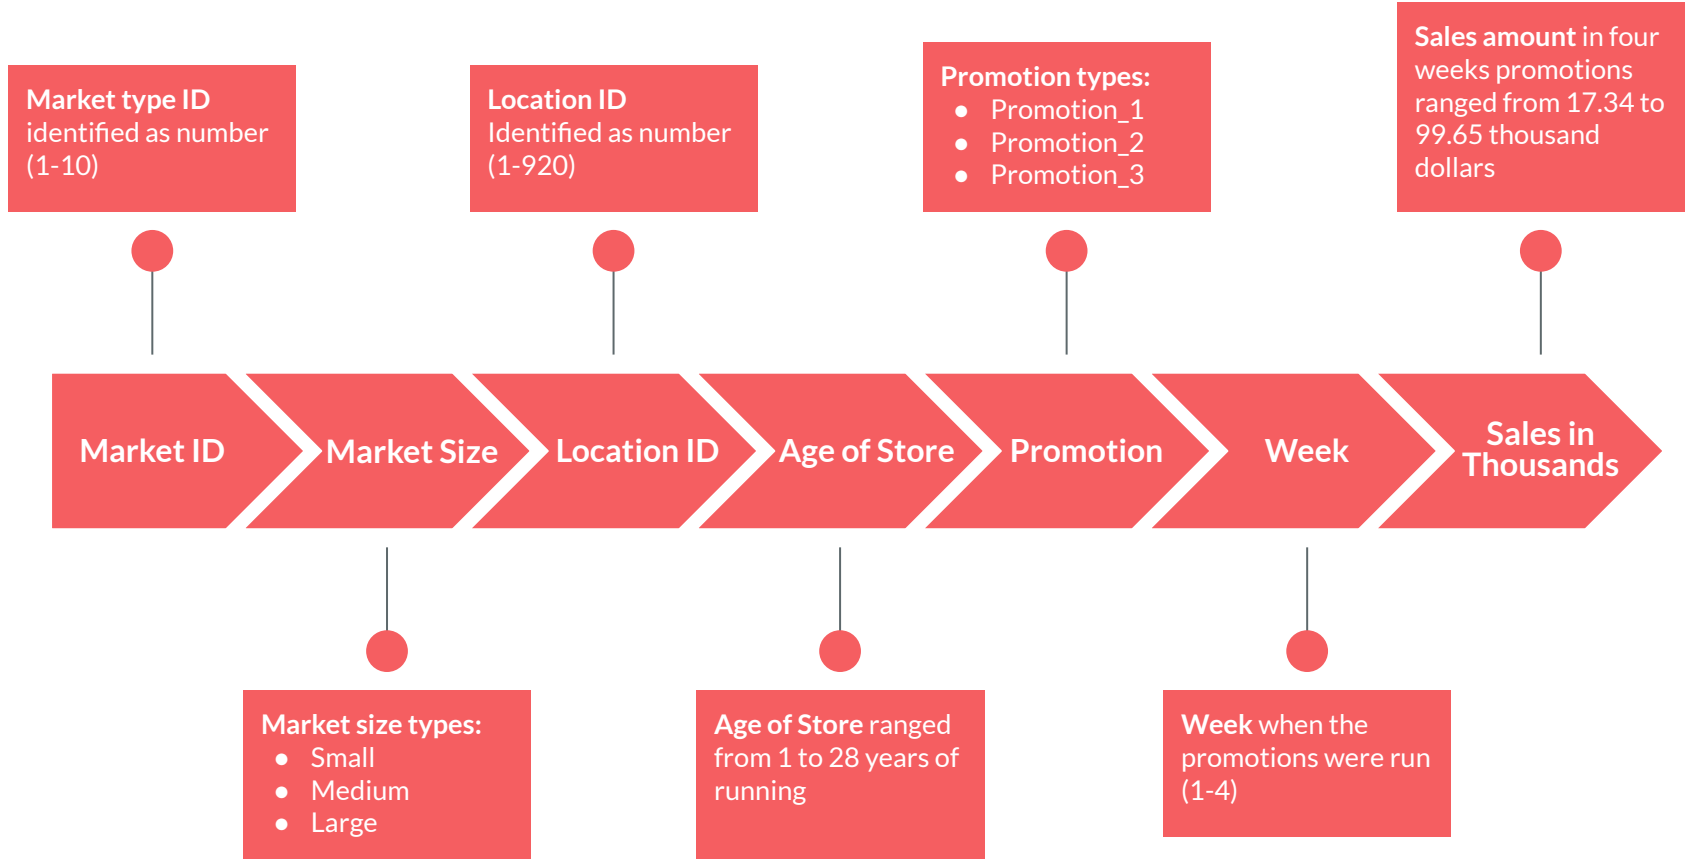 Market type ID
identified as number
(1-10)
Location ID
Identified as number
(1-920)
Promotion types:
● Promotion_1
● Promotion_2
● Promotion_3
Sales amount in four
weeks promotions
ranged from 17.34 to
99.65 thousand
dollars
Market ID
Market Size
Location ID
Age of Store
Promotion
Week
Sales in
Thousands
Market size types:
● Small
● Medium
● Large
Age of Store ranged
from 1 to 28 years of
running
Week when the
promotions were run
(1-4)